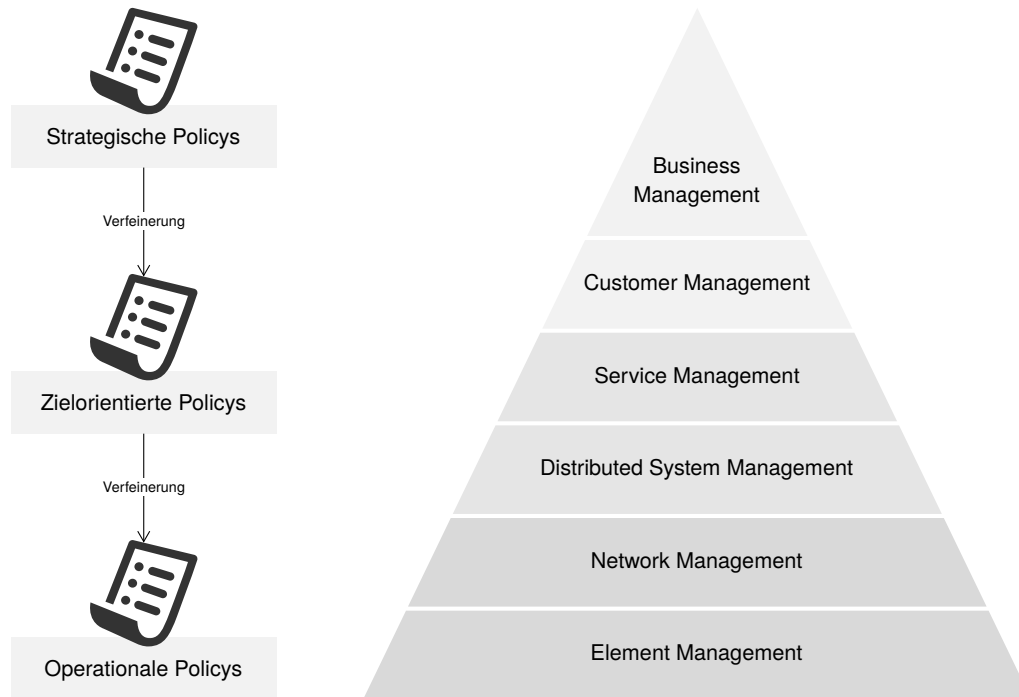 Strategische Policys
Verfeinerung
Zielorientierte Policys
Verfeinerung
Operationale Policys
Business
Management
Customer Management
Service Management
Distributed System Management
Network Management
Element Management